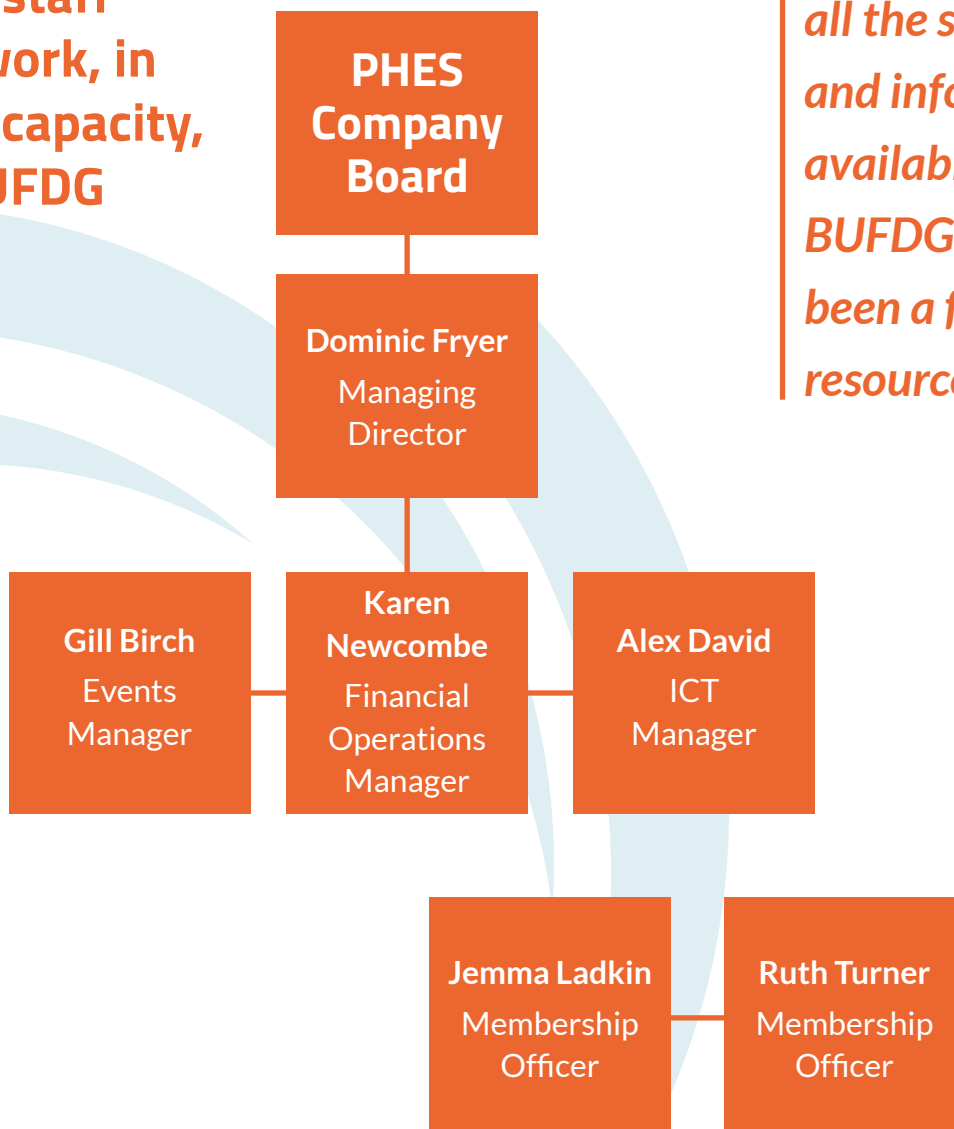 staff
work, in
capacity,
UFDG
PHES
Company
Board
all the s
and info
availab
BUFDG
been a f
resource
Dominic Fryer
Managing
Director
Gill Birch
Events
Manager
Karen
Newcombe
Financial
Operations
Manager
Alex David
ICT
Manager
Jemma Ladkin
Membership
Officer
Ruth Turner
Membership
Officer